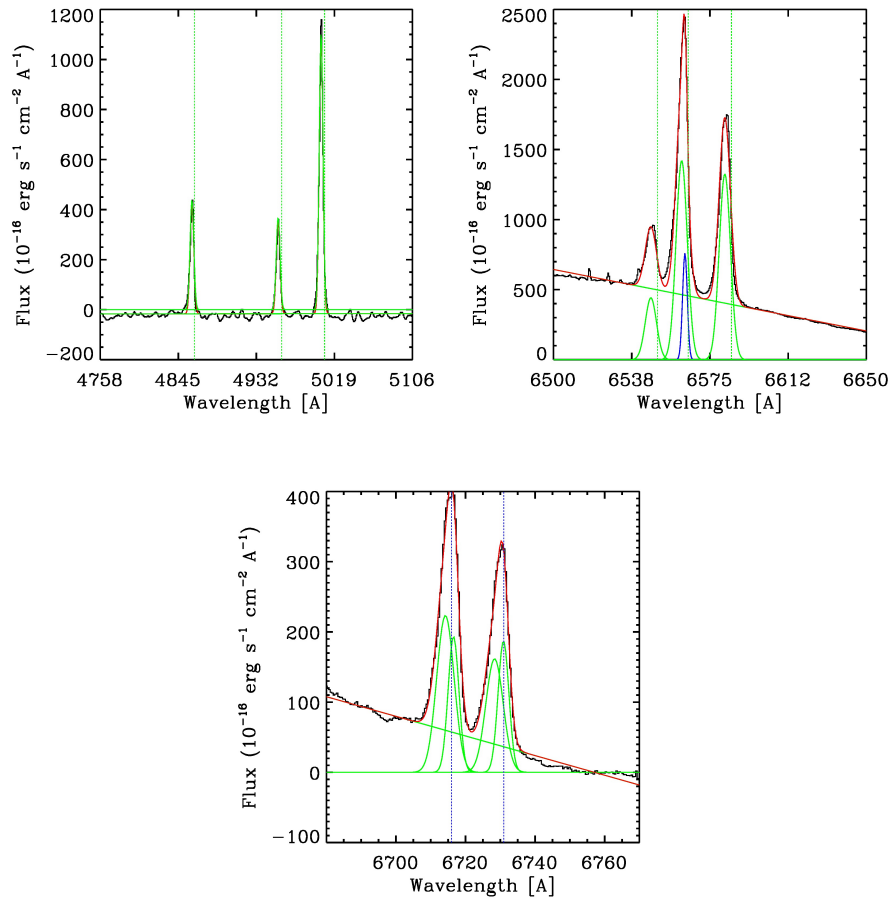 1200
1000
800
600
400
200
0
−200
4758 4845 4932 5019 5106
Wavelength [A]
Flux (10⁻¹⁶ erg s⁻¹ cm⁻² A⁻¹)
2500
2000
1500
1000
500
0
6500 6538 6575 6612 6650
Wavelength [A]
Flux (10⁻¹⁶ erg s⁻¹ cm⁻² A⁻¹)
400
300
200
100
0
−100
6700 6720 6740 6760
Wavelength [A]
Flux (10⁻¹⁶ erg s⁻¹ cm⁻² A⁻¹)